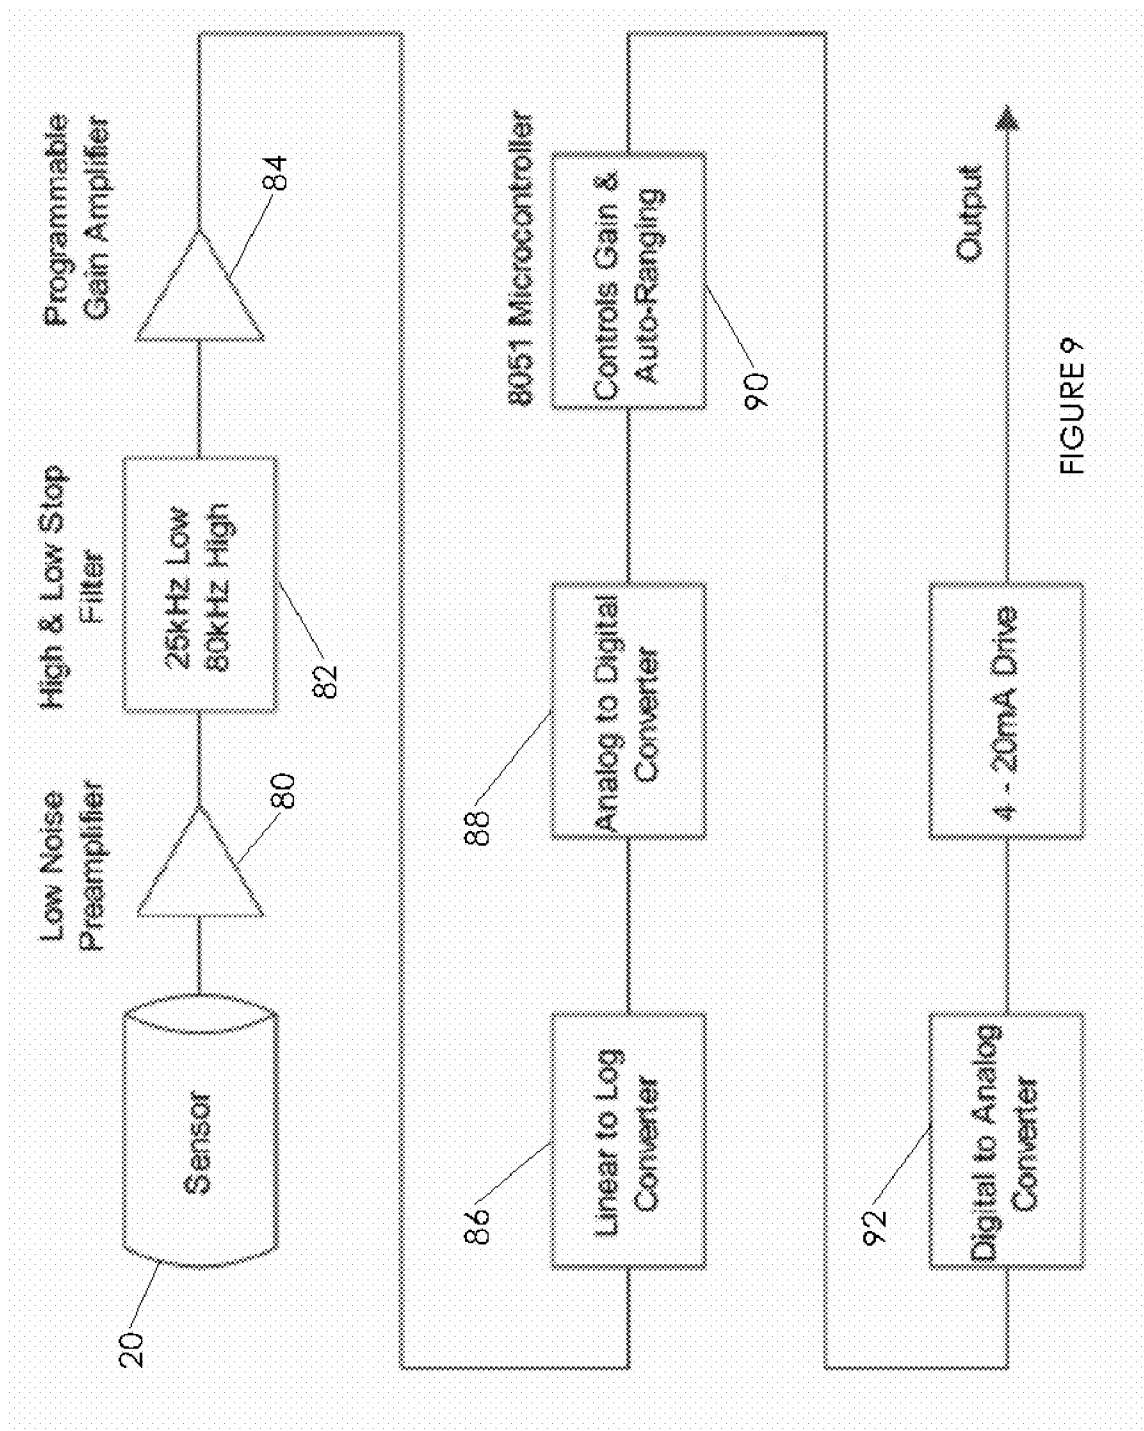 Low Noise
Preamplifier
High & Low Stop
Filter
Programmable
Gain Amplifier
Sensor
25kHz Low
80kHz High
20
80
82
84
8051 Microcontroller
Linear to Log
Converter
Analog to Digital
Converter
Controls Gain &
Auto-Ranging
86
88
90
Digital to Analog
Converter
4 - 20mA Drive
Output
92
FIGURE 9